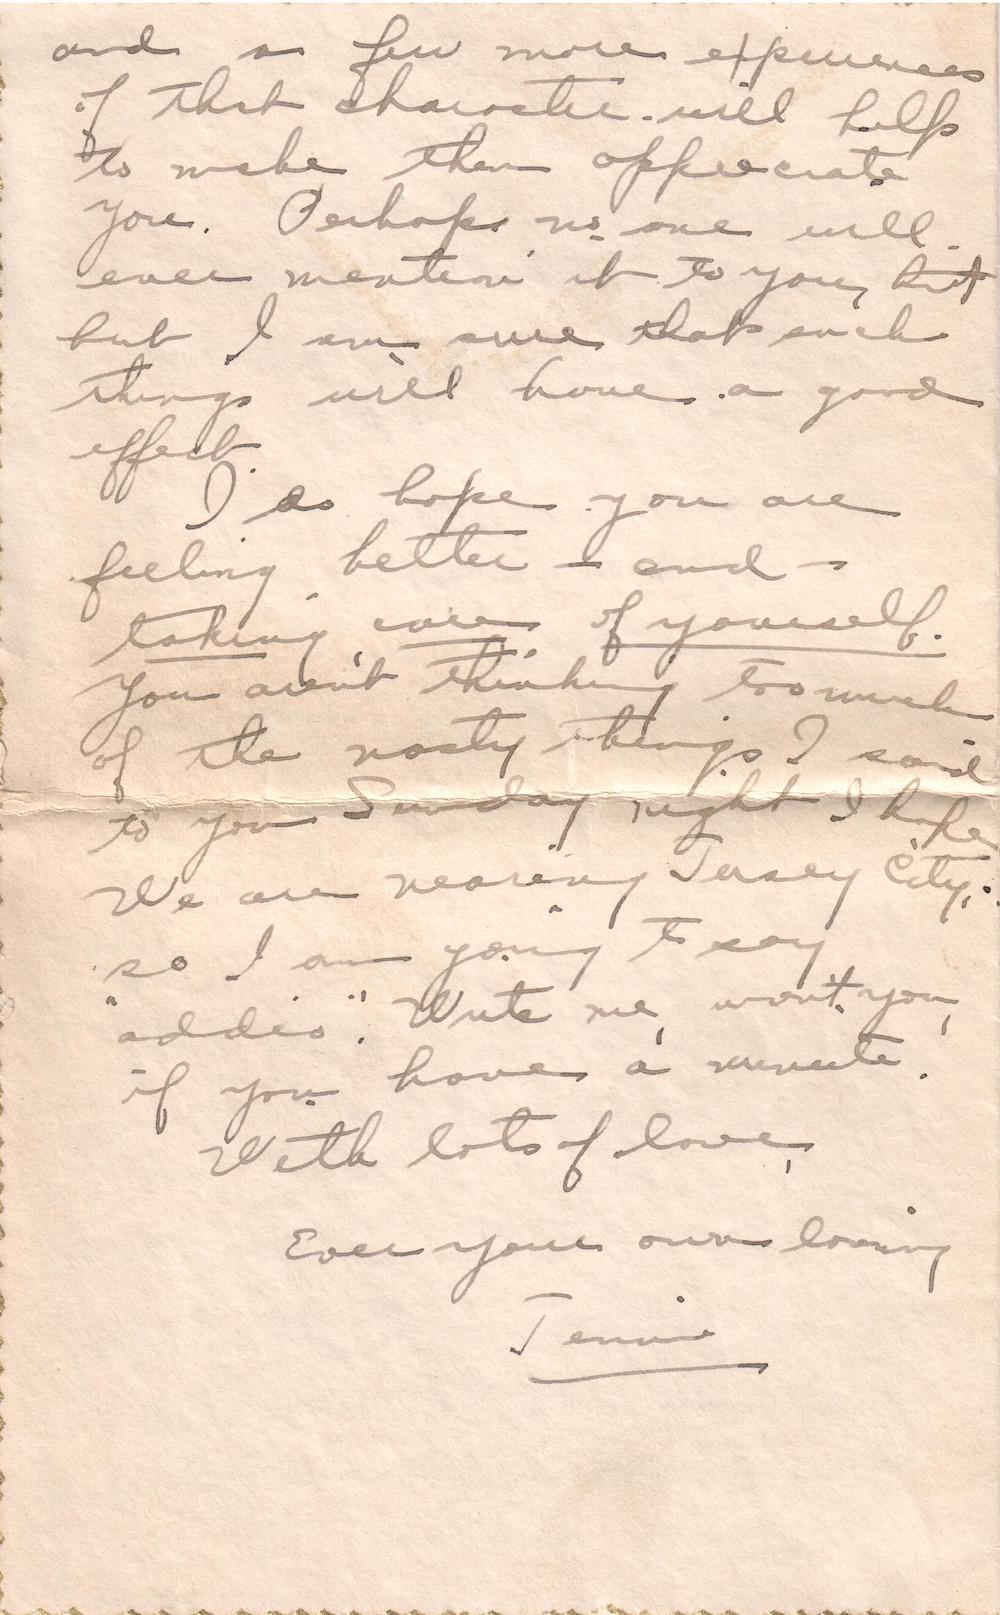 and a few more experiences
of that character will help
to make them appreciate
you. Perhaps no one will
ever mention it to you, but
but I am sure that such
things will have a good
effect.
I do hope you are
feeling better – and –
taking care of yourself.
You aren't thinking too much
of the nasty things I said
to you Sunday night I hope
We are nearing Jersey City,
so I am going to say
"addio". Write me, won't you,
if you have a minute.
With lots of love,
Ever your own loving
Jennie